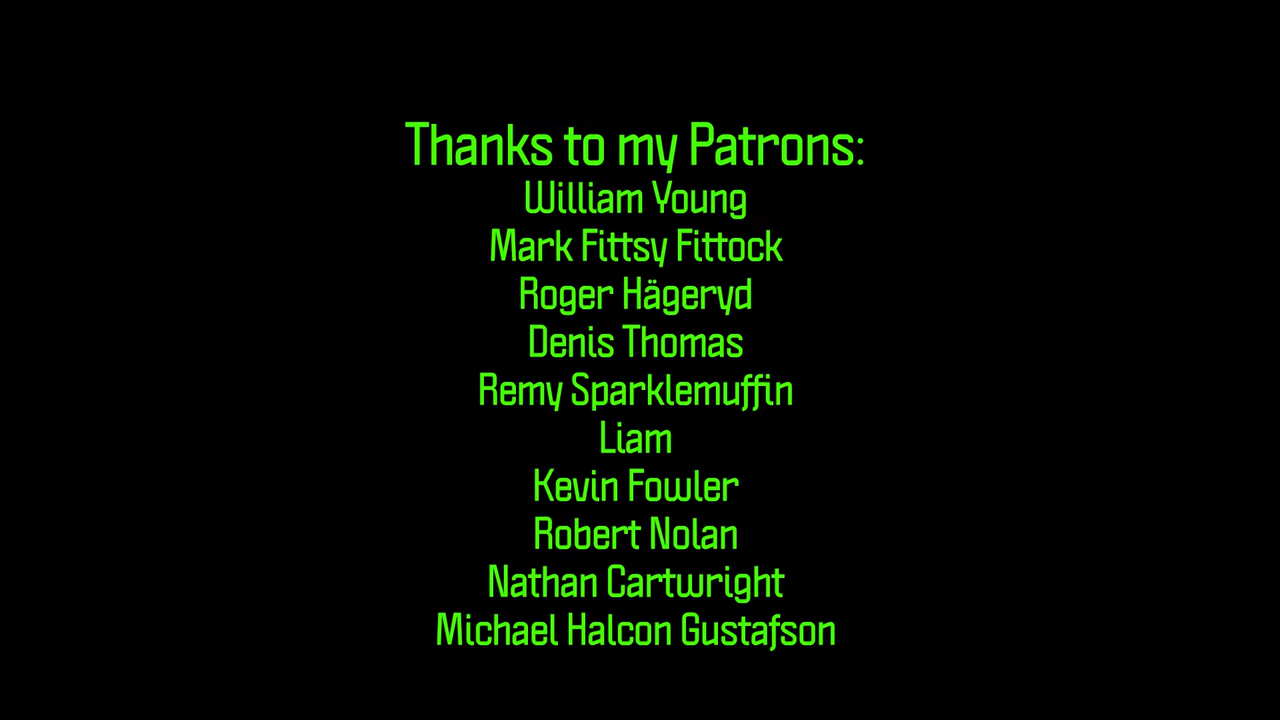 Thanks to my Patrons:
William Young
Mark Fittsy Fittock
Roger Hägeryd
Denis Thomas
Remy Sparklemuffin
Liam
Kevin Fowler
Robert Nolan
Nathan Cartwright
Michael Halcon Gustafson